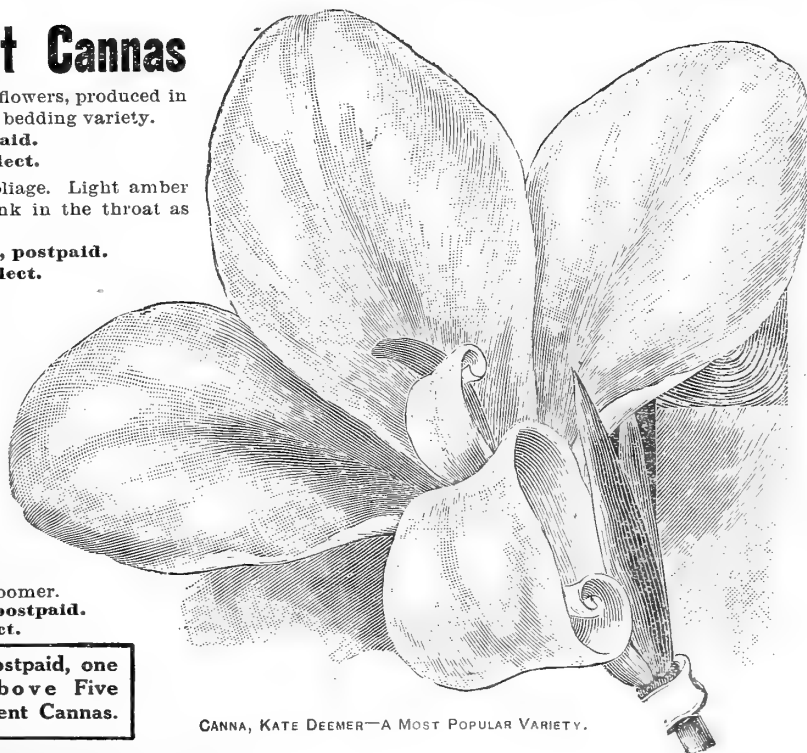 t Cannas
flowers, produced in
bedding variety.
aid.
lect.
liage. Light amber
nk in the throat as
, postpaid.
lect.
oomer.
postpaid.
ct.
ostpaid, one
bove Five
ent Cannas.
CANNA, KATE DEEMER—A MOST POPULAR VARIETY.